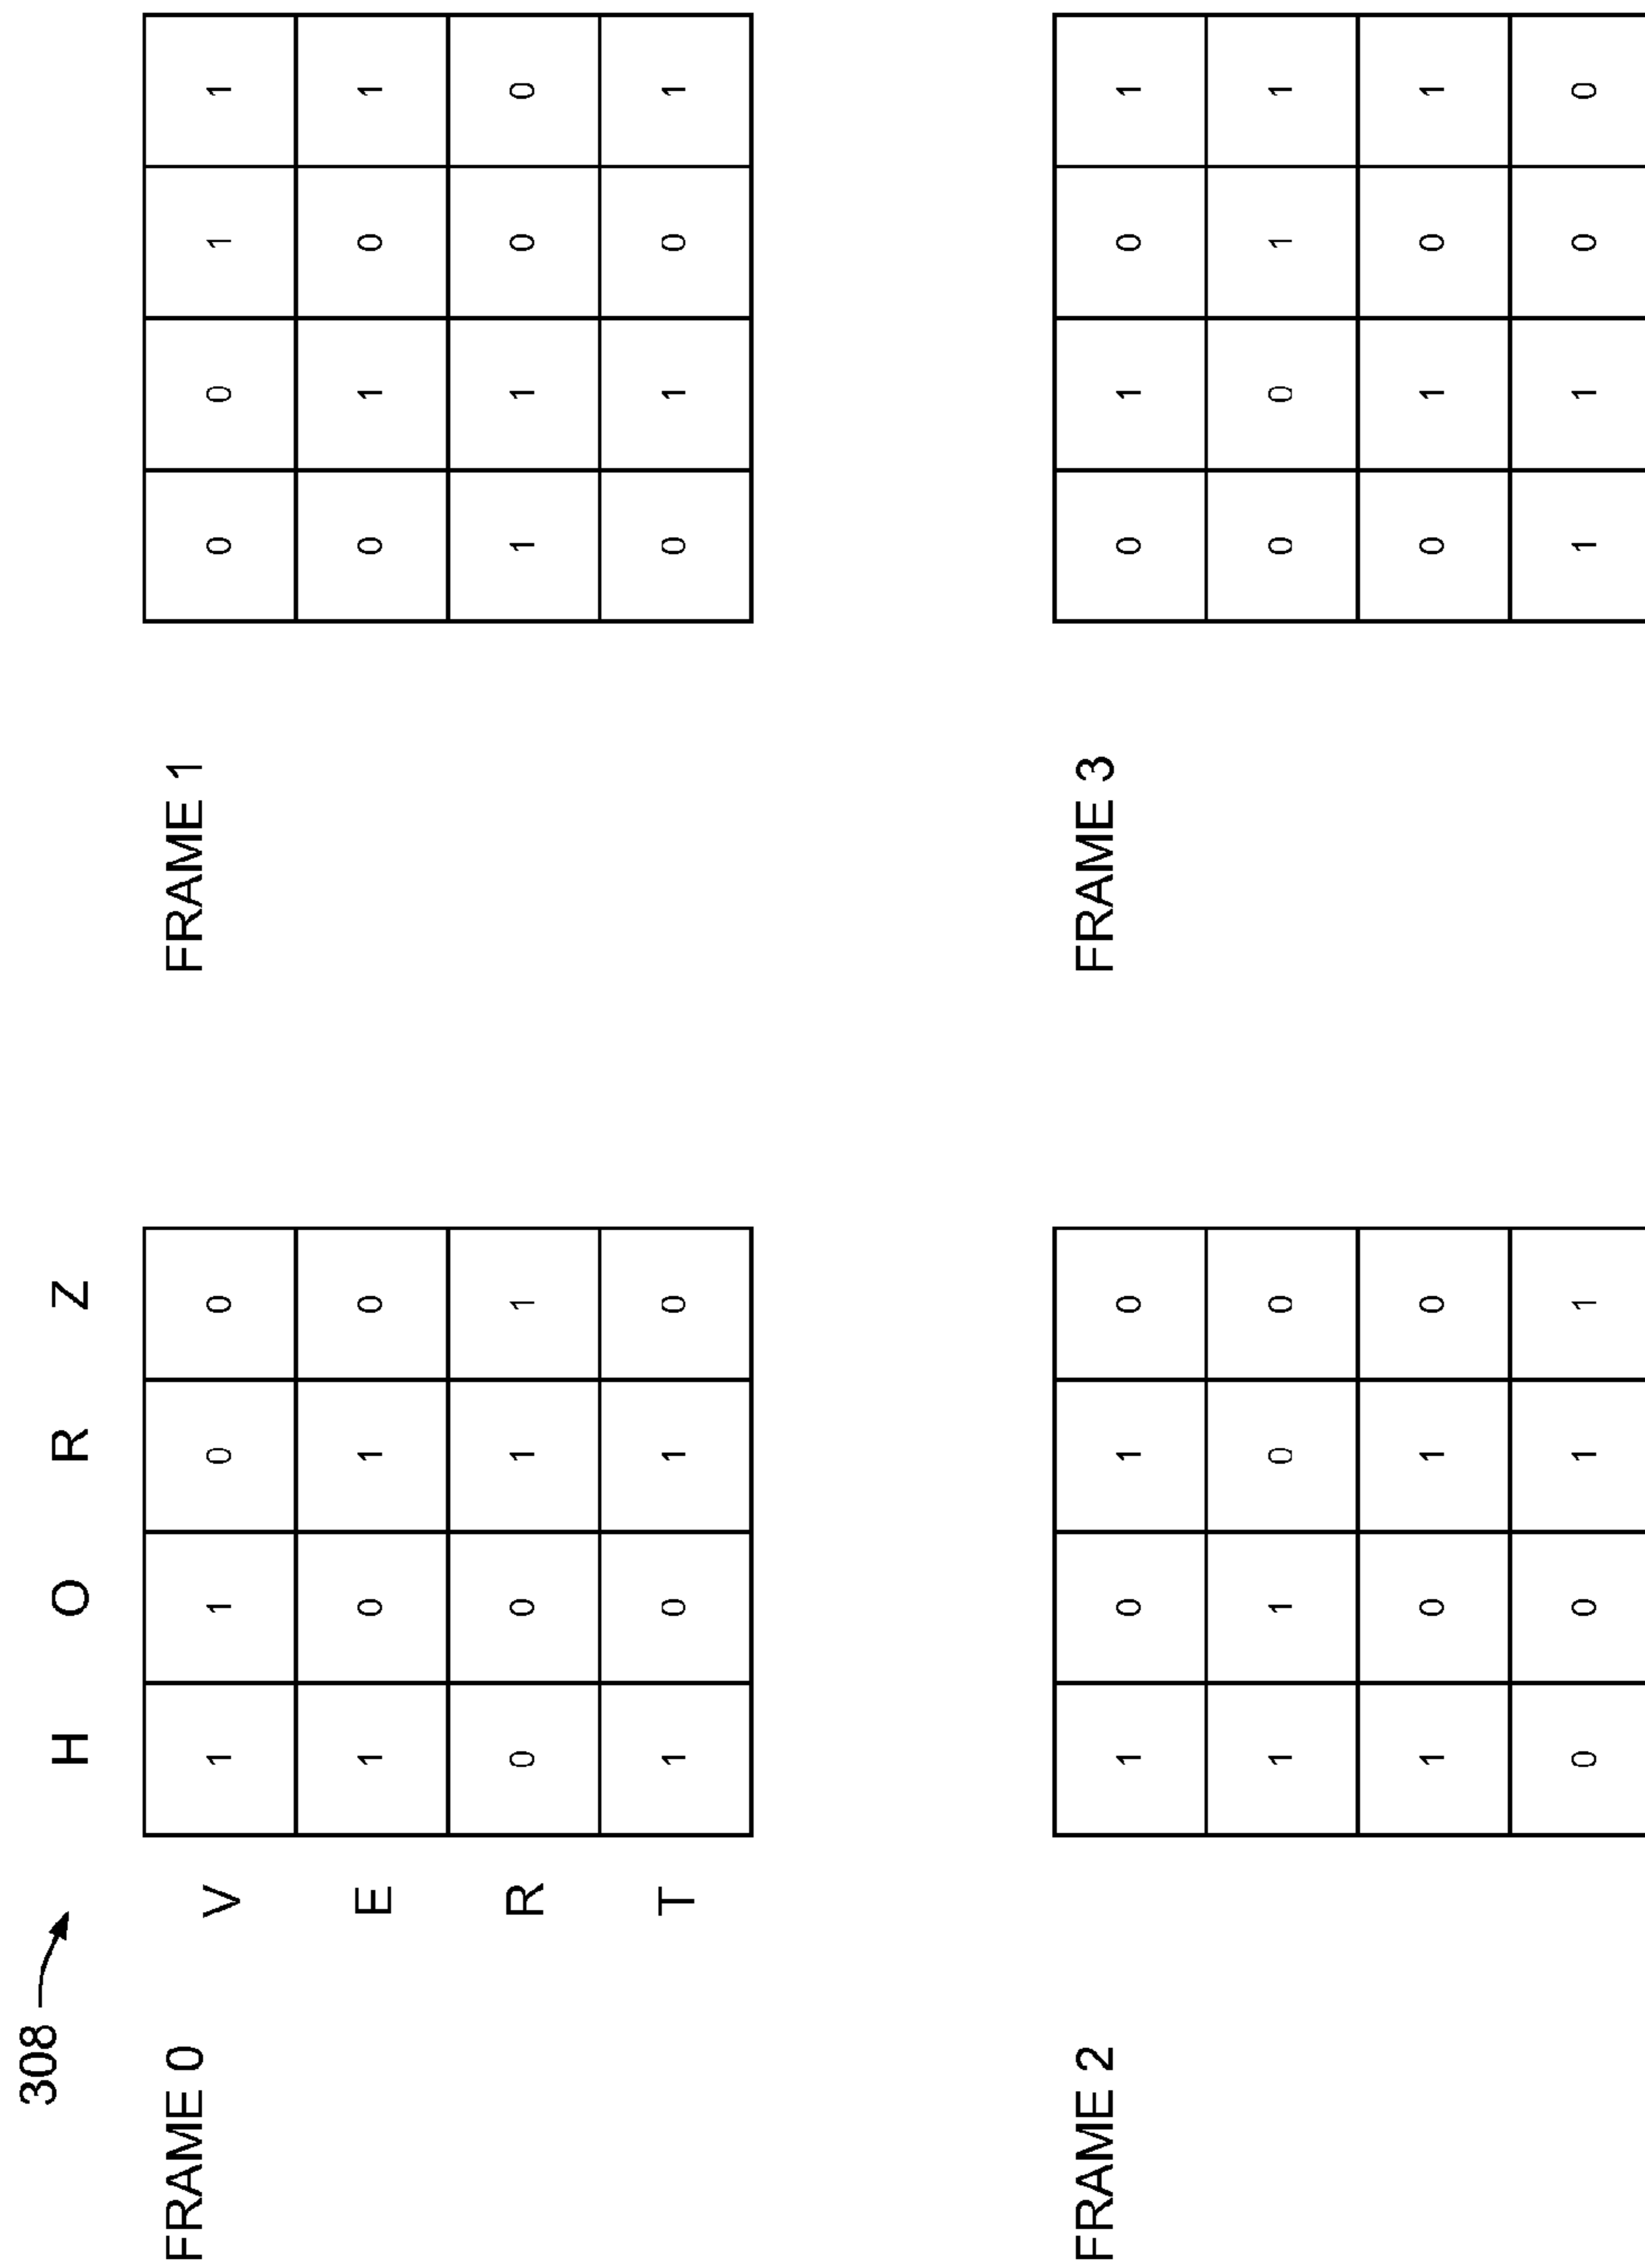 308
H O R Z
FRAME 0
V 1 1 0 0
E 1 0 1 0
R 0 0 1 1
T 1 0 1 0
FRAME 1
0 0 1 1
0 1 0 1
1 1 0 0
0 1 0 1
FRAME 2
1 0 1 0
1 1 0 0
1 0 1 0
0 0 1 1
FRAME 3
0 1 0 1
0 0 1 1
0 1 0 1
1 1 0 0